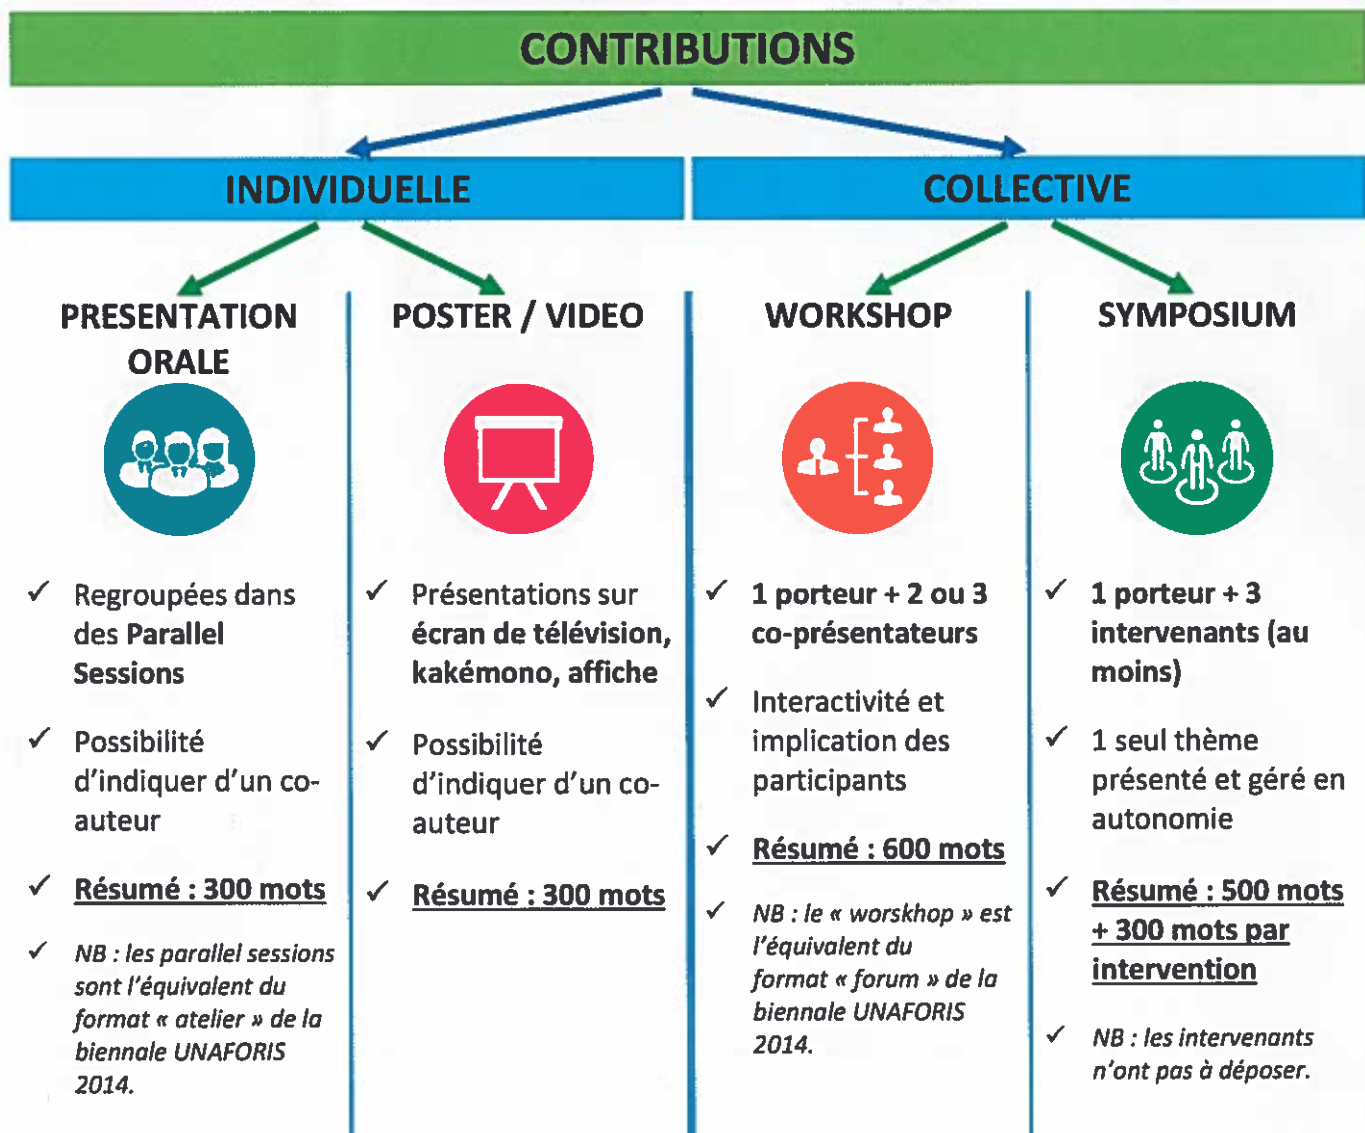 CONTRIBUTIONS
INDIVIDUELLE
COLLECTIVE
PRESENTATION
ORALE
✓ Regroupées dans
des Parallel
Sessions
✓ Possibilité
d'indiquer d'un co-
auteur
✓ Résumé : 300 mots
✓ NB : les parallel sessions
sont l'équivalent du
format « atelier » de la
biennale UNAFORIS
2014.
POSTER / VIDEO
✓ Présentations sur
écran de télévision,
kakémono, affiche
✓ Possibilité
d'indiquer d'un co-
auteur
✓ Résumé : 300 mots
WORKSHOP
✓ 1 porteur + 2 ou 3
co-présentateurs
✓ Interactivité et
implication des
participants
✓ Résumé : 600 mots
✓ NB : le « worskhop » est
l'équivalent du
format « forum » de la
biennale UNAFORIS
2014.
SYMPOSIUM
✓ 1 porteur + 3
intervenants (au
moins)
✓ 1 seul thème
présenté et géré en
autonomie
✓ Résumé : 500 mots
+ 300 mots par
intervention
✓ NB : les intervenants
n'ont pas à déposer.